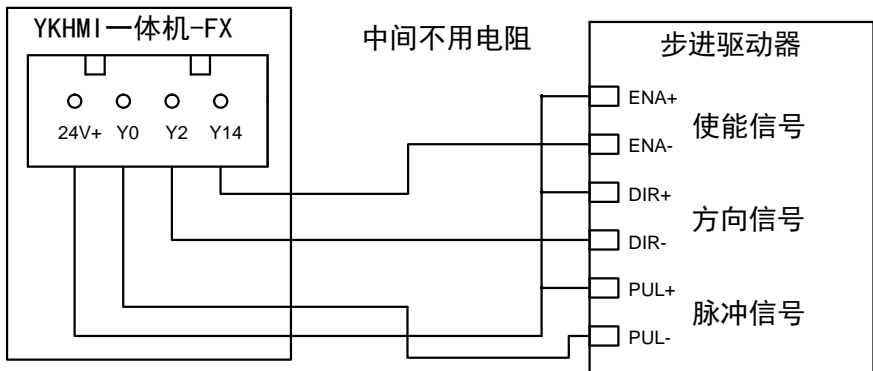 YKHMI一体机-FX
中间不用电阻
步进驱动器
24V+ Y0 Y2 Y14
ENA+
使能信号
ENA-
DIR+
方向信号
DIR-
PUL+
脉冲信号
PUL-